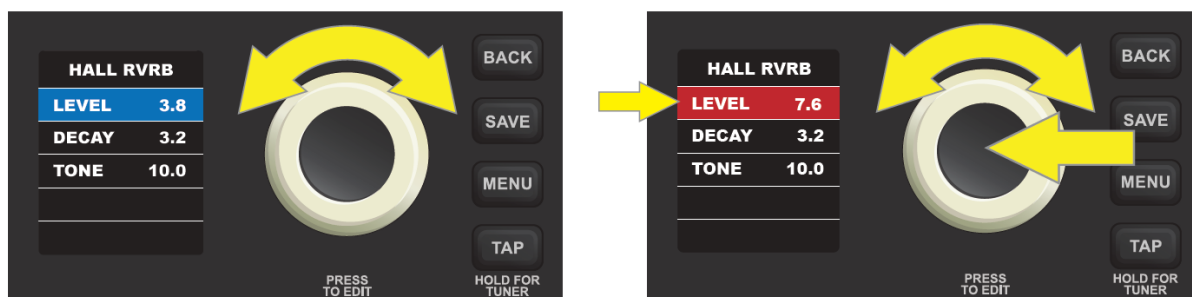 HALL RVRB
LEVEL 3.8
DECAY 3.2
TONE 10.0
BACK
SAVE
MENU
TAP
PRESS
TO EDIT
HOLD FOR
TUNER
HALL RVRB
LEVEL 7.6
DECAY 3.2
TONE 10.0
BACK
SAVE
MENU
TAP
PRESS
TO EDIT
HOLD FOR
TUNER